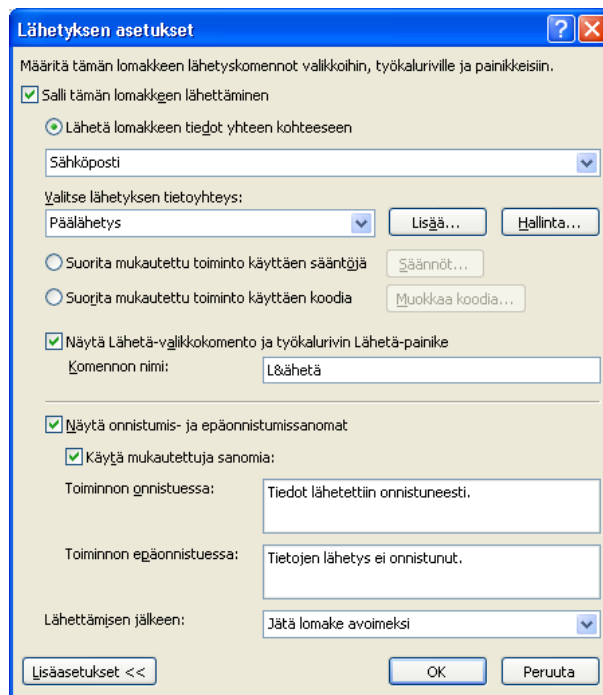 Lähetyksen asetukset
Määritä tämän lomakkeen lähetyskomennot valikkoihin, työkaluriville ja painikkeisiin.
Salli tämän lomakkeen lähettäminen
Lähetä lomakkeen tiedot yhteen kohteeseen
Sähköposti
Valitse lähetyksen tietoyhteys:
Päälähetys Lisää... Hallinta...
Suorita mukautettu toiminto käyttäen sääntöjä Säännöt...
Suorita mukautettu toiminto käyttäen koodia Muokkaa koodia...
Näytä Lähetä-valikkokomento ja työkalurivin Lähetä-painike
Komennon nimi: L&ähetä
Näytä onnistumis- ja epäonnistumissanomat
Käytä mukautettuja sanomia:
Toiminnon onnistuessa: Tiedot lähetettiin onnistuneesti.
Toiminnon epäonnistuessa: Tietojen lähetys ei onnistunut.
Lähettämisen jälkeen: Jätä lomake avoimeksi
Lisäasetukset << OK Peruuta